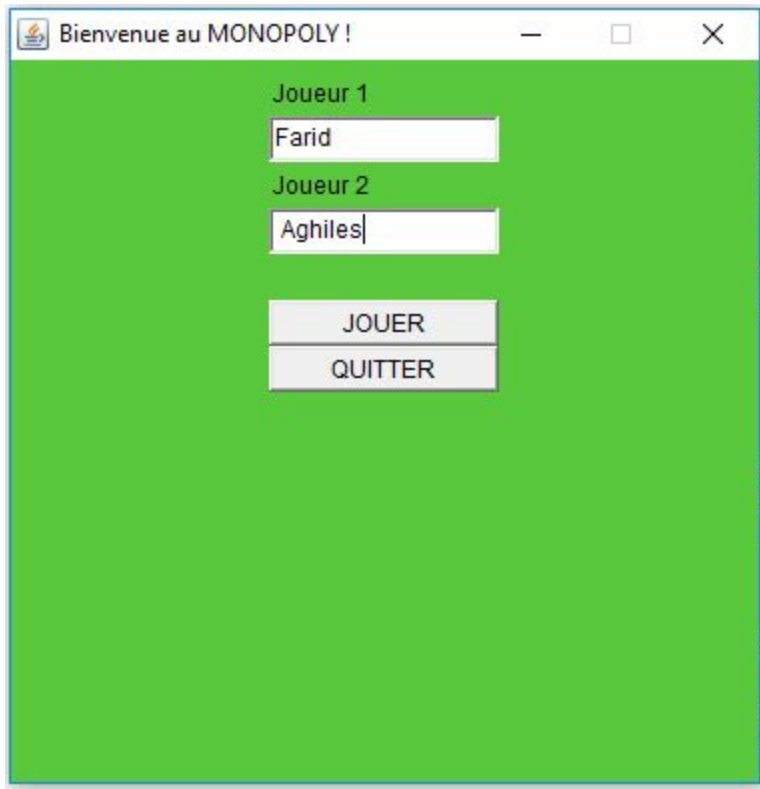 Bienvenue au MONOPOLY !
Joueur 1
Farid
Joueur 2
Aghiles
JOUER
QUITTER